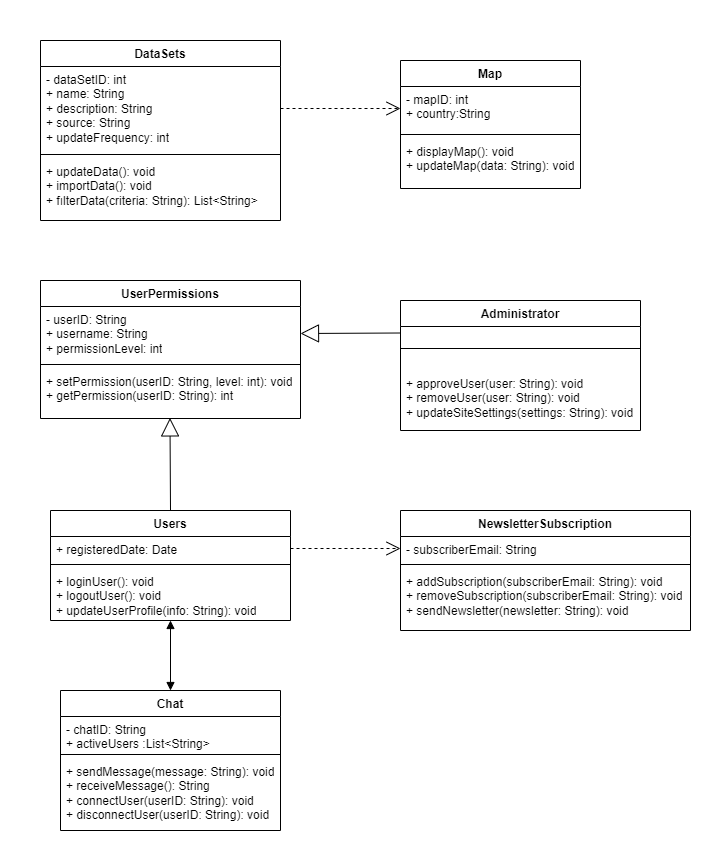 DataSets
- dataSetID: int
+ name: String
+ description: String
+ source: String
+ updateFrequency: int
+ updateData(): void
+ importData(): void
+ filterData(criteria: String): List<String>
Map
- mapID: int
+ country:String
+ displayMap(): void
+ updateMap(data: String): void
UserPermissions
- userID: String
+ username: String
+ permissionLevel: int
+ setPermission(userID: String, level: int): void
+ getPermission(userID: String): int
Administrator
+ approveUser(user: String): void
+ removeUser(user: String): void
+ updateSiteSettings(settings: String): void
Users
+ registeredDate: Date
+ loginUser(): void
+ logoutUser(): void
+ updateUserProfile(info: String): void
NewsletterSubscription
- subscriberEmail: String
+ addSubscription(subscriberEmail: String): void
+ removeSubscription(subscriberEmail: String): void
+ sendNewsletter(newsletter: String): void
Chat
- chatID: String
+ activeUsers :List<String>
+ sendMessage(message: String): void
+ receiveMessage(): String
+ connectUser(userID: String): void
+ disconnectUser(userID: String): void